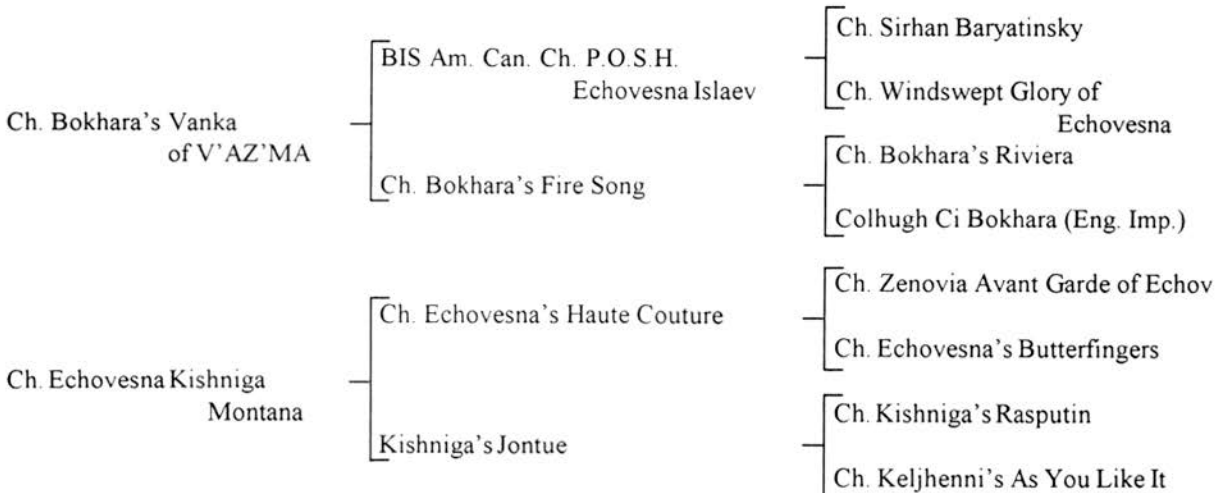 Ch. Sirhan Baryatinsky
BIS Am. Can. Ch. P.O.S.H.
Echovesna Islaev
Ch. Windswept Glory of
Echovesna
Ch. Bokhara's Vanka
of V'AZ'MA
Ch. Bokhara's Riviera
Ch. Bokhara's Fire Song
Colhugh Ci Bokhara (Eng. Imp.)
Ch. Zenovia Avant Garde of Echov
Ch. Echovesna's Haute Couture
Ch. Echovesna's Butterfingers
Ch. Echovesna Kishniga
Montana
Ch. Kishniga's Rasputin
Kishniga's Jontue
Ch. Keljhenni's As You Like It